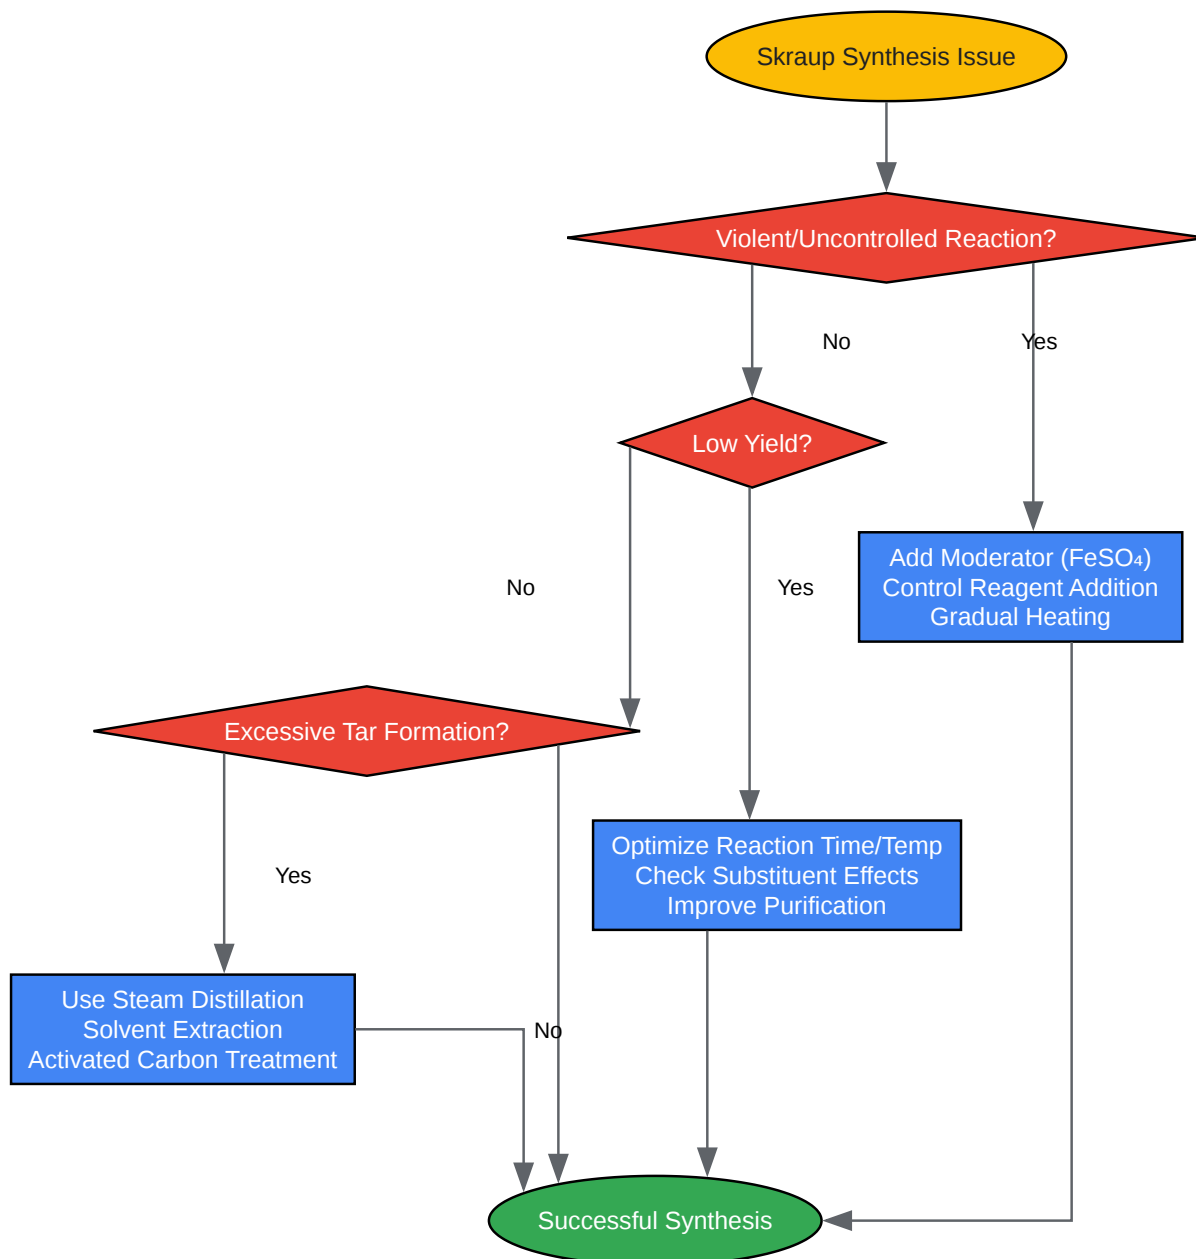 Skraup Synthesis Issue
Violent/Uncontrolled Reaction?
No
Yes
Low Yield?
Add Moderator (FeSO₄)
Control Reagent Addition
Gradual Heating
No
Yes
Excessive Tar Formation?
Optimize Reaction Time/Temp
Check Substituent Effects
Improve Purification
Yes
Use Steam Distillation
Solvent Extraction
Activated Carbon Treatment
No
Successful Synthesis